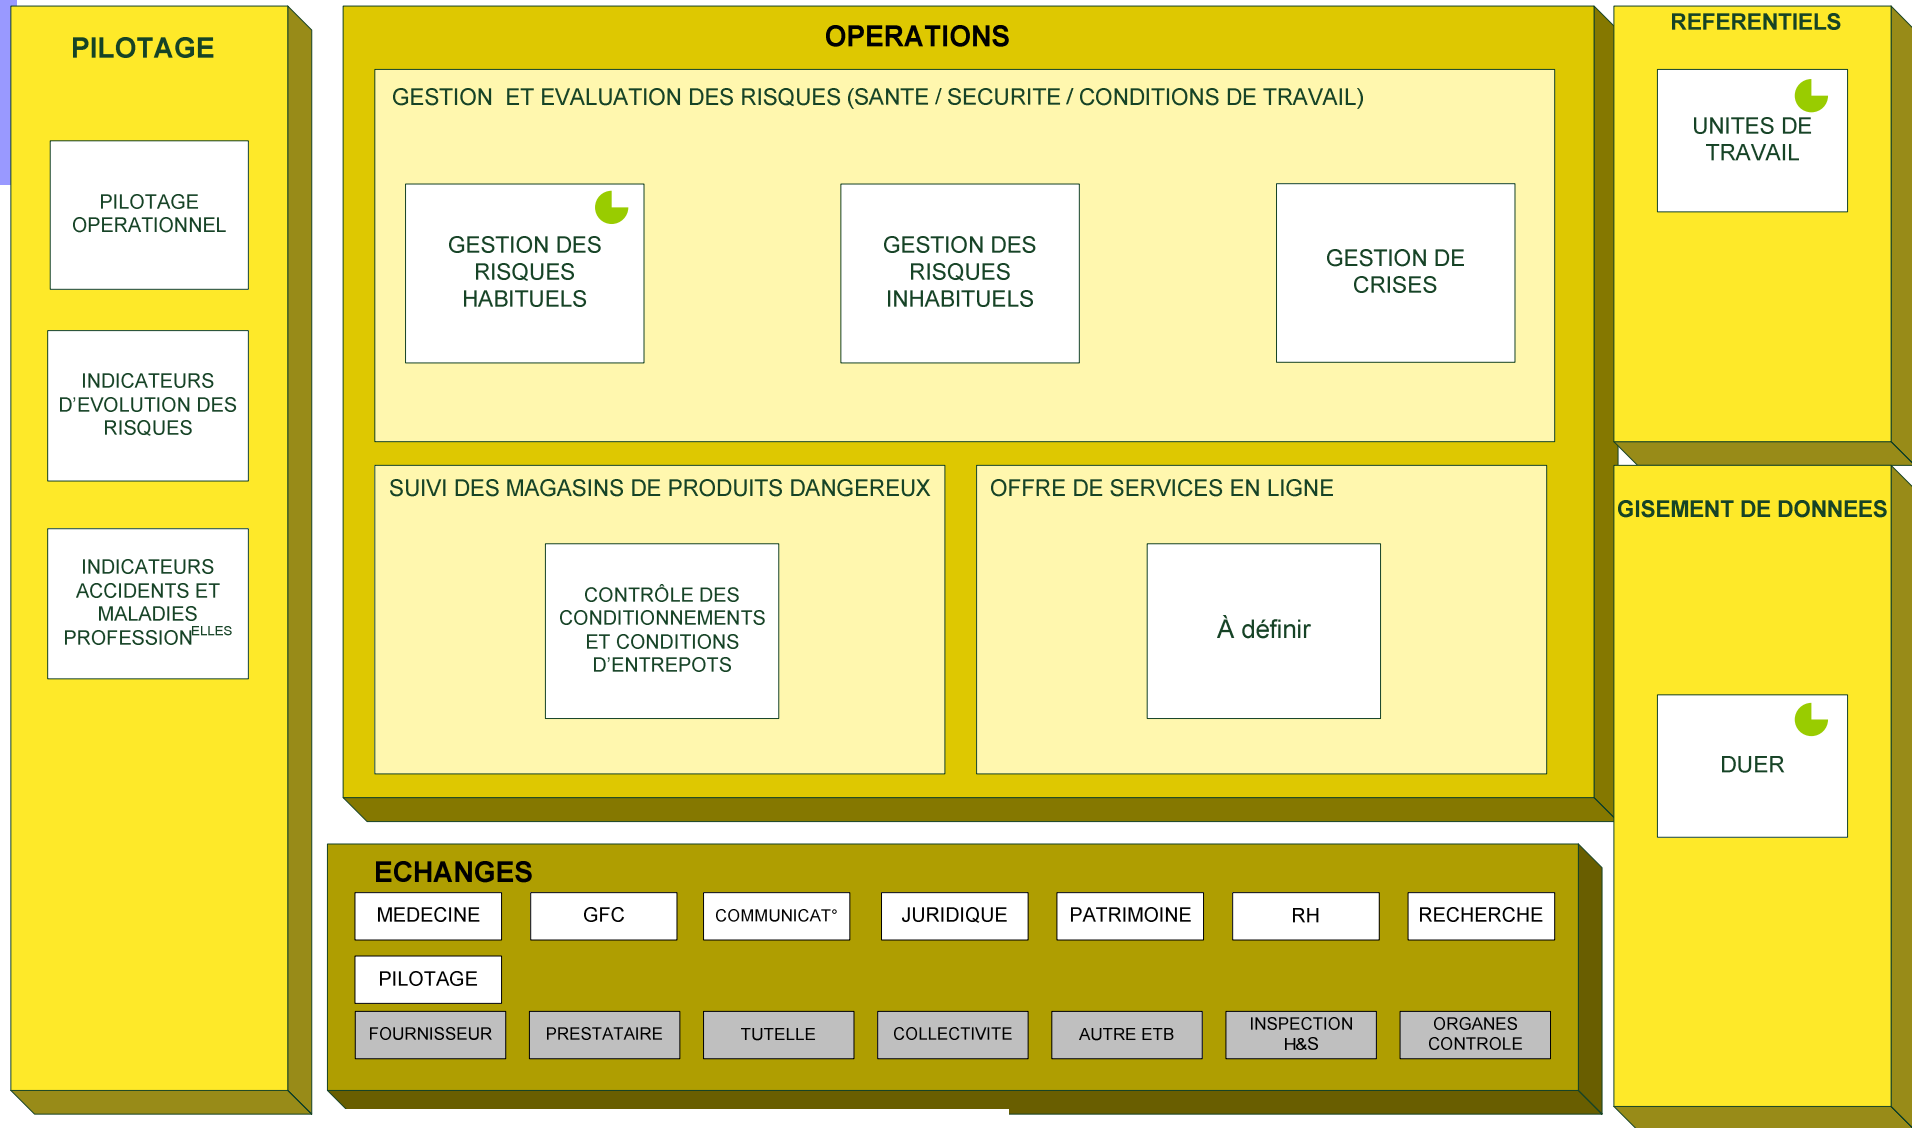 PILOTAGE
PILOTAGE
OPERATIONNEL
INDICATEURS
D'EVOLUTION DES
RISQUES
INDICATEURS
ACCIDENTS ET
MALADIES
PROFESSIONELLES
OPERATIONS
GESTION ET EVALUATION DES RISQUES (SANTE / SECURITE / CONDITIONS DE TRAVAIL)
GESTION DES
RISQUES
HABITUELS
GESTION DES
RISQUES
INHABITUELS
GESTION DE
CRISES
SUIVI DES MAGASINS DE PRODUITS DANGEREUX
CONTRÔLE DES
CONDITIONNEMENTS
ET CONDITIONS
D'ENTREPOTS
OFFRE DE SERVICES EN LIGNE
À définir
REFERENTIELS
UNITES DE
TRAVAIL
GISEMENT DE DONNEES
DUER
ECHANGES
MEDECINE
GFC
COMMUNICAT°
JURIDIQUE
PATRIMOINE
RH
RECHERCHE
PILOTAGE
FOURNISSEUR
PRESTATAIRE
TUTELLE
COLLECTIVITE
AUTRE ETB
INSPECTION
H&S
ORGANES
CONTROLE